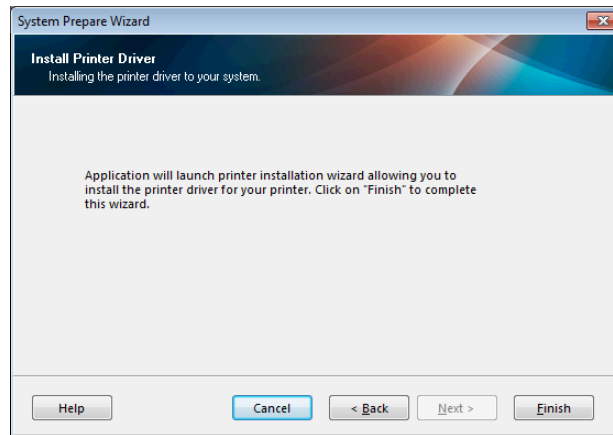 System Prepare Wizard
Install Printer Driver
Installing the printer driver to your system.
Application will launch printer installation wizard allowing you to
install the printer driver for your printer. Click on "Finish" to complete
this wizard.
Help Cancel < Back Next > Finish